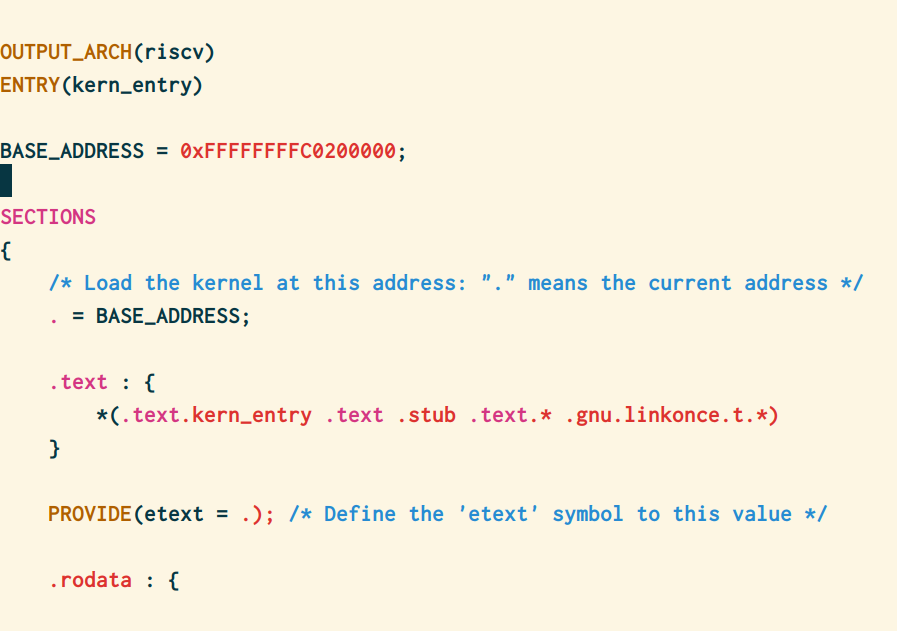 OUTPUT_ARCH(riscv)
ENTRY(kern_entry)
BASE_ADDRESS = 0xFFFFFFFFC0200000;
SECTIONS
{
/* Load the kernel at this address: "." means the current address */
. = BASE_ADDRESS;
.text : {
*(.text.kern_entry .text .stub .text.* .gnu.linkonce.t.*)
}
PROVIDE(etext = .); /* Define the 'etext' symbol to this value */
.rodata : {